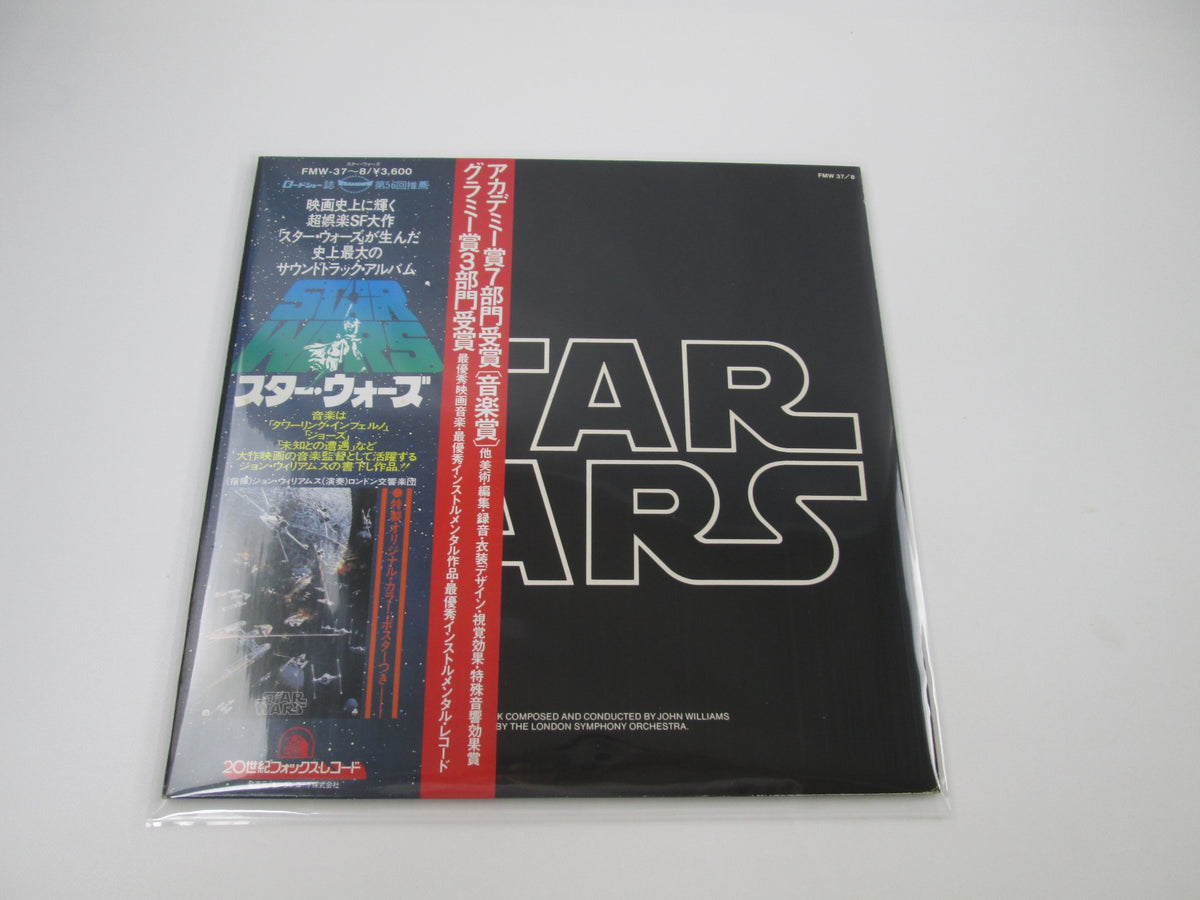 スター・ウォーズ
FMW-37〜8/¥3,600
ロードショー誌 第56回推薦
映画史上に輝く
超娯楽SF大作
「スター・ウォーズ」が生んだ
史上最大の
サウンドトラック・アルバム
STAR
WARS
スター・ウォーズ
音楽は
「タワーリング・インフェルノ」
「ジョーズ」
「未知との遭遇」など
大作映画の音楽監督として活躍する
ジョン・ウィリアムスの書下し作品!!
(指揮)ジョン・ウィリアムス(演奏)ロンドン交響楽団
●特製・オリジナル・カラー・ポスターつき
STAR
WARS
20世紀フォックス・レコード
アカデミー賞7部門受賞〔音楽賞〕他 美術・編集・録音・衣装デザイン・視覚効果・特殊音響効果賞
グラミー賞3部門受賞 最優秀映画音楽・最優秀インストルメンタル作品・最優秀インストルメンタル・レコード
FMW 37/8
TAR
ARS
K COMPOSED AND CONDUCTED BY JOHN WILLIAMS
BY THE LONDON SYMPHONY ORCHESTRA.